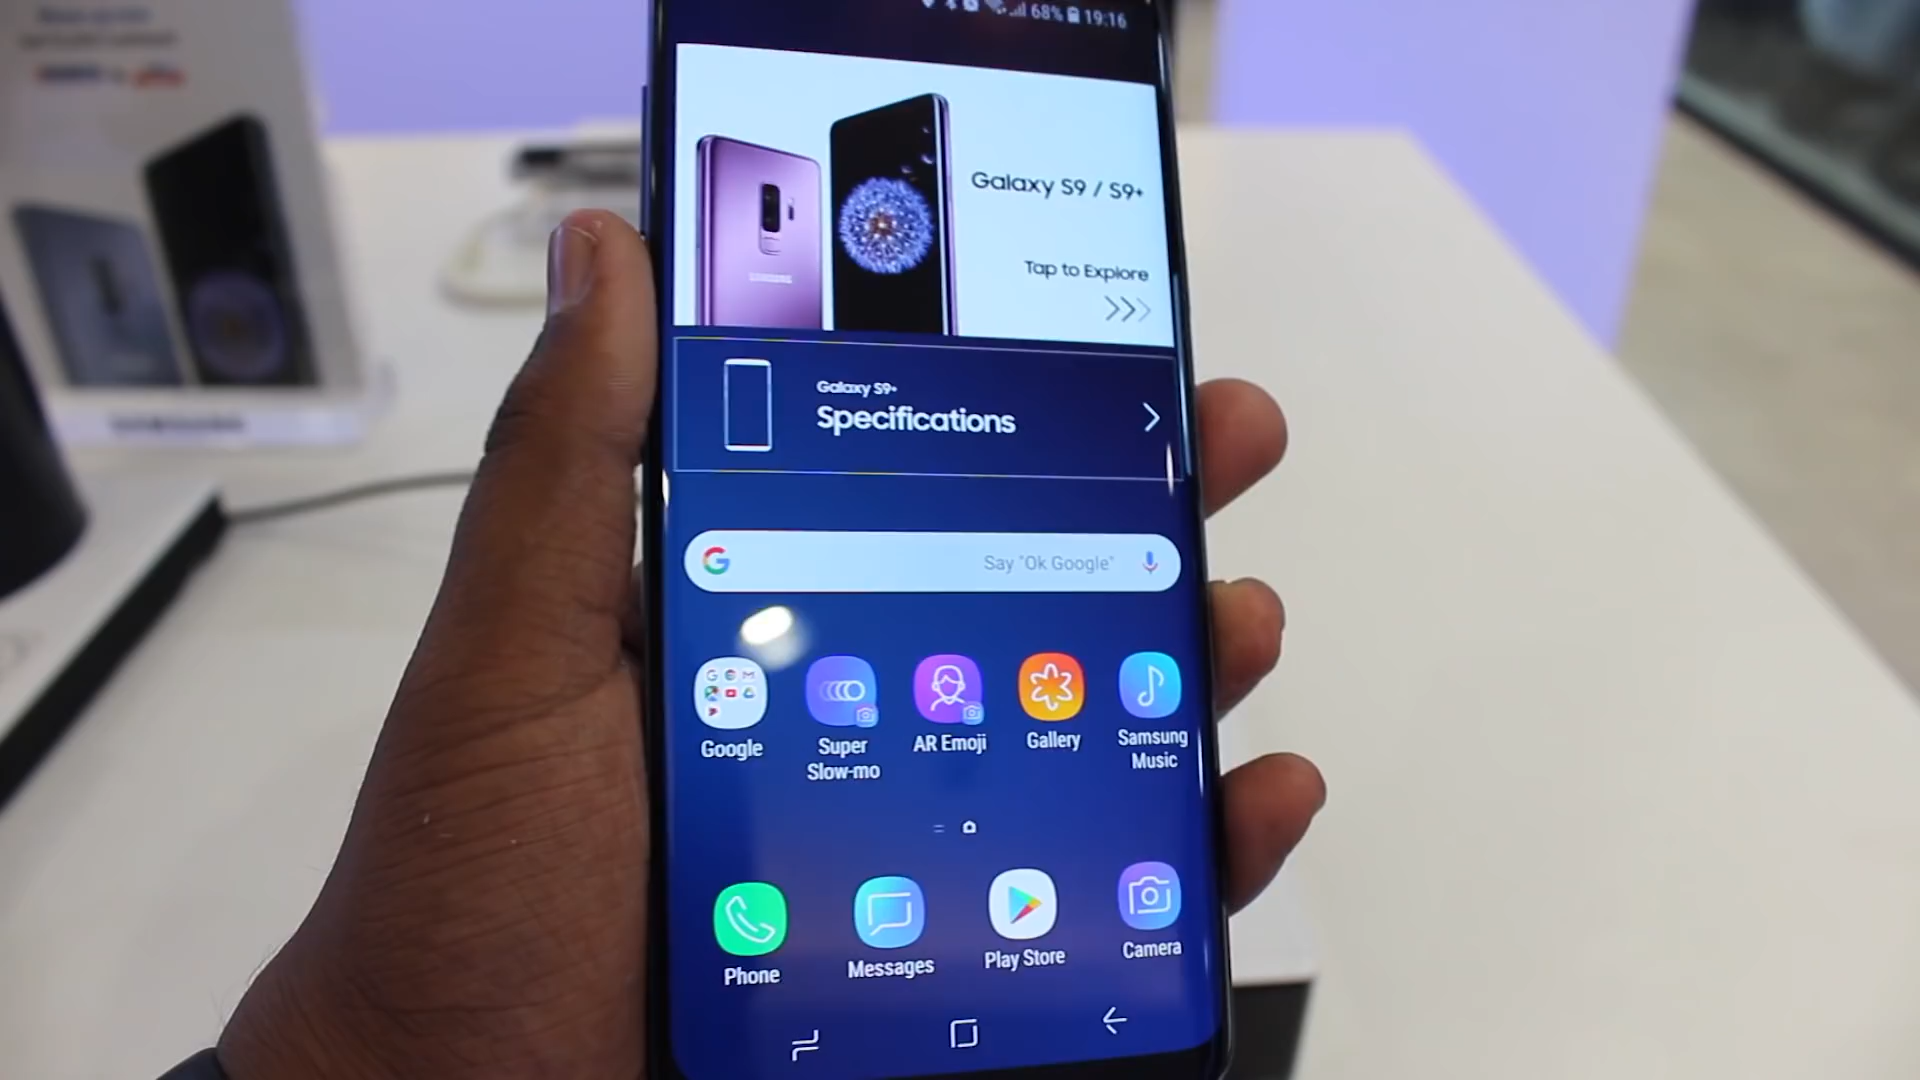 68% 19:16
Galaxy S9 / S9+
SAMSUNG
Tap to Explore
Galaxy S9+
Specifications
Say "Ok Google"
Google
Super
Slow-mo
AR Emoji
Gallery
Samsung
Music
Phone
Messages
Play Store
Camera